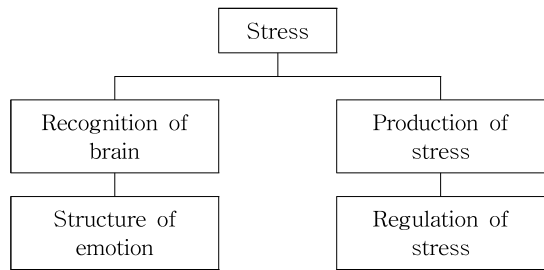 Stress
Recognition of
brain
Production of
stress
Structure of
emotion
Regulation of
stress